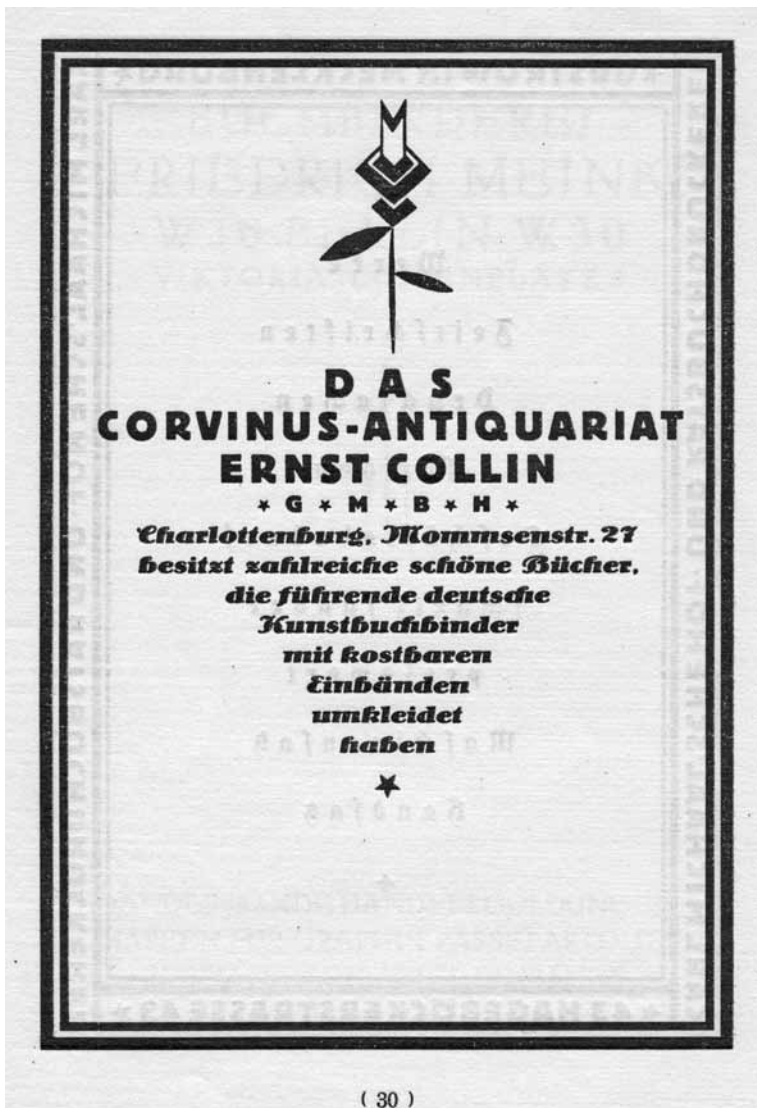 DAS
CORVINUS-ANTIQUARIAT
ERNST COLLIN
* G * M * B * H *
Charlottenburg, Mommsenstr. 27
besitzt zahlreiche schöne Bücher,
die führende deutsche
Kunstbuchbinder
mit kostbaren
Einbänden
umkleidet
haben
( 30 )